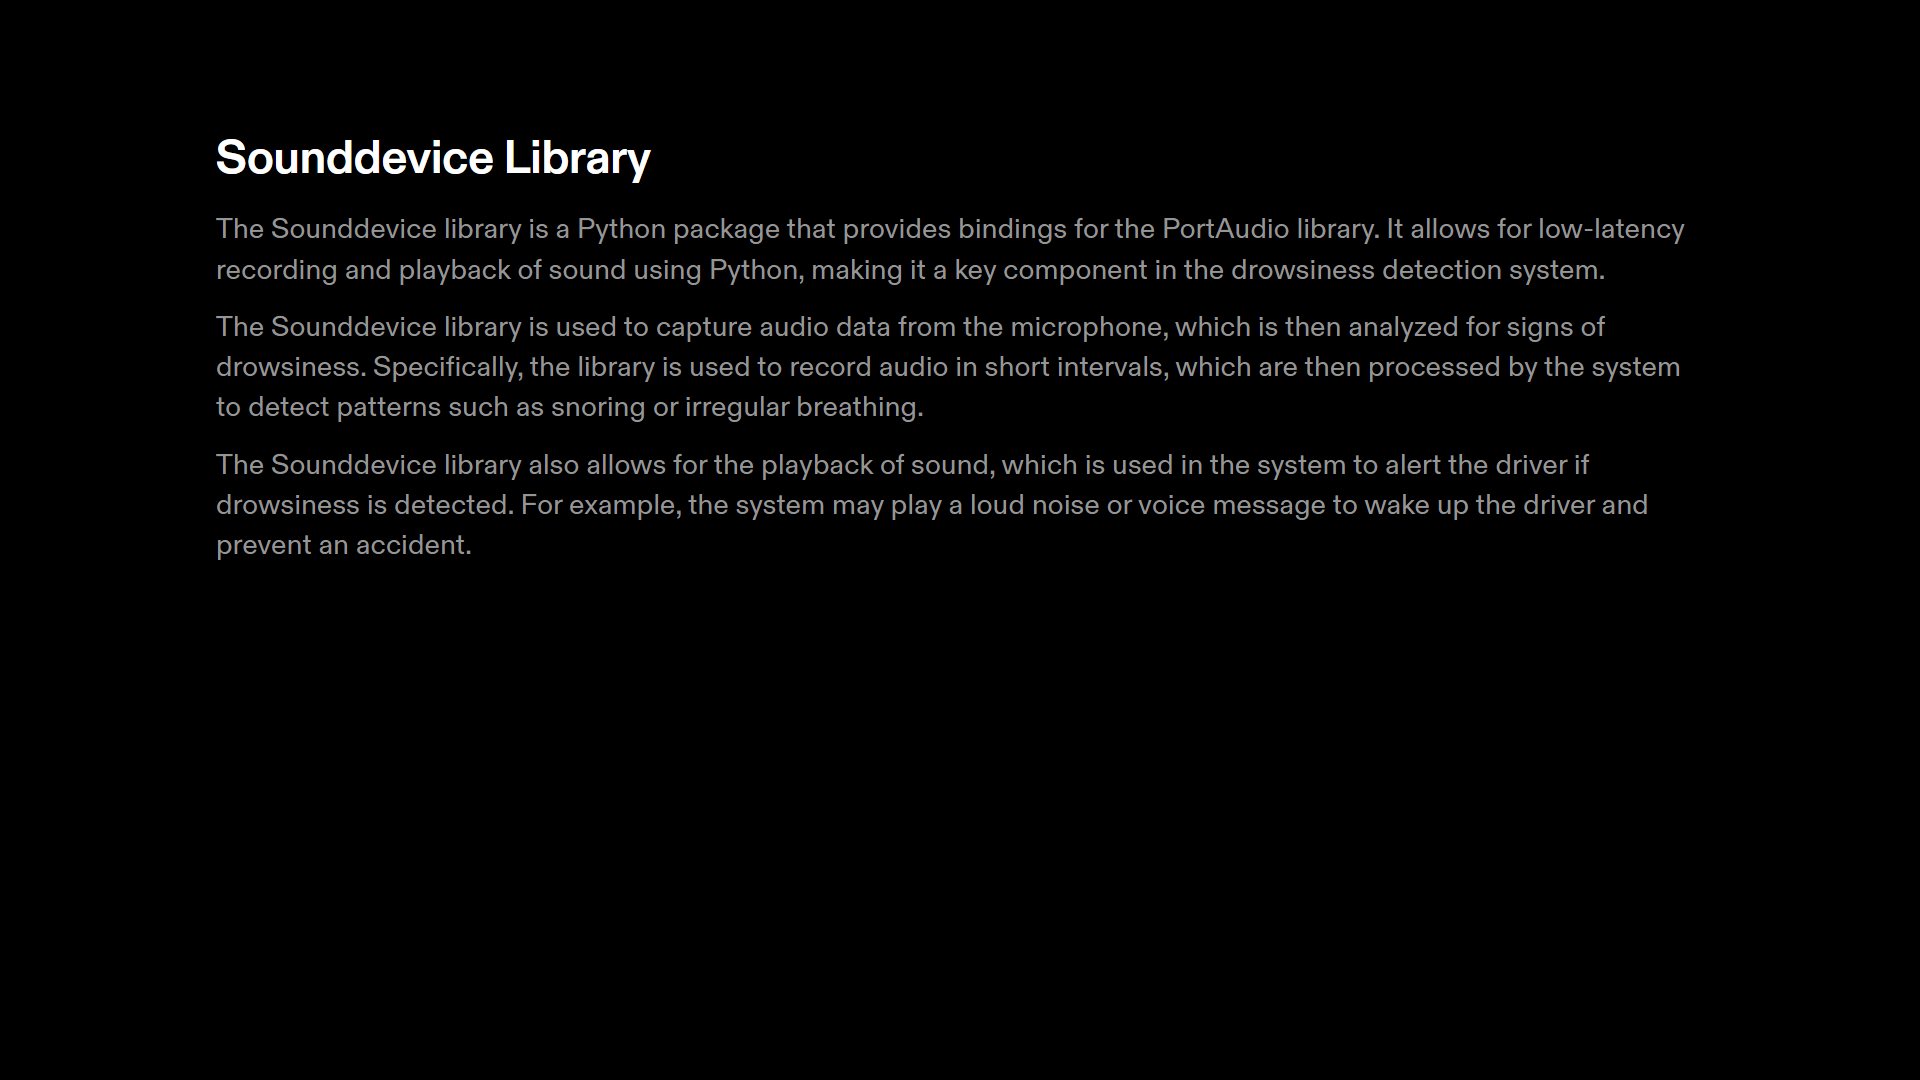 Sounddevice Library
The Sounddevice library is a Python package that provides bindings for the PortAudio library. It allows for low-latency
recording and playback of sound using Python, making it a key component in the drowsiness detection system.
The Sounddevice library is used to capture audio data from the microphone, which is then analyzed for signs of
drowsiness. Specifically, the library is used to record audio in short intervals, which are then processed by the system
to detect patterns such as snoring or irregular breathing.
The Sounddevice library also allows for the playback of sound, which is used in the system to alert the driver if
drowsiness is detected. For example, the system may play a loud noise or voice message to wake up the driver and
prevent an accident.